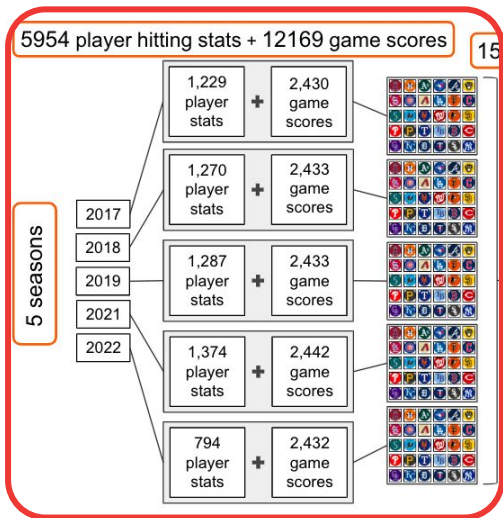 5954 player hitting stats + 12169 game scores
15
5 seasons
2017
2018
2019
2021
2022
1,229
player
stats
+
2,430
game
scores
1,270
player
stats
+
2,433
game
scores
1,287
player
stats
+
2,433
game
scores
1,374
player
stats
+
2,442
game
scores
794
player
stats
+
2,432
game
scores